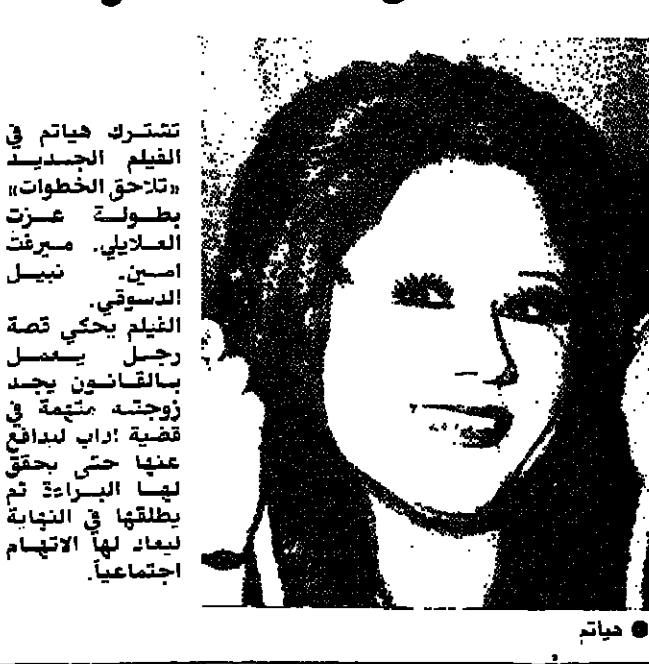 تشترك هياتم في
الفيلم الجديد
«تلاحق الخطوات»
بطولة عزت
العلايلي. ميرفت
امين. نبيل
الدسوقي.
الفيلم يحكي قصة
رجل يعمل
بالقانون يجد
زوجته متهمة في
قضية اداب ليدافع
عنها حتى يحقق
لها البراءة ثم
يطلقها في النهاية
ليعاد لها الاتهام
اجتماعياً.
هياتم